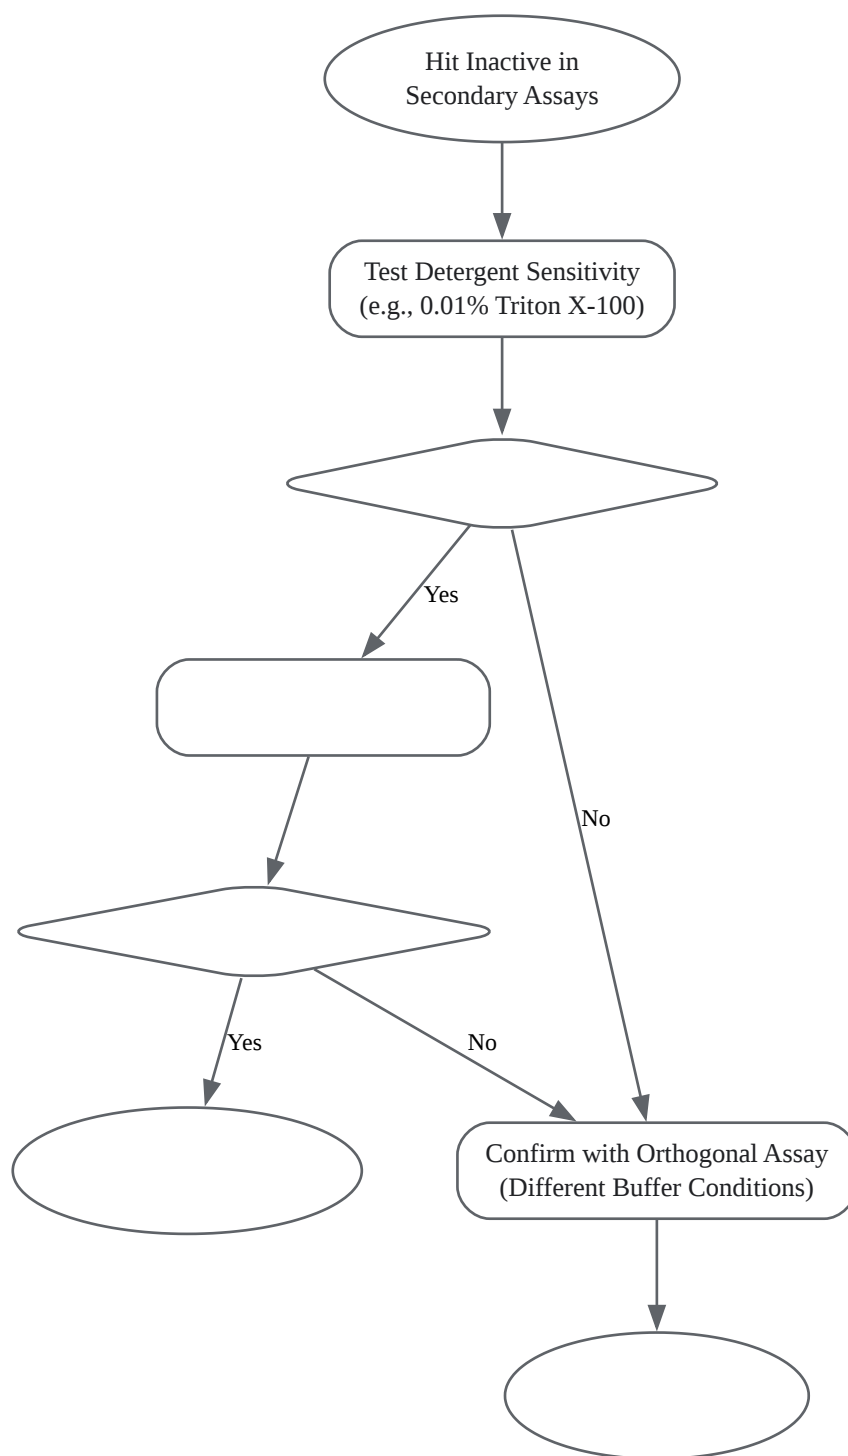 Hit Inactive in
Secondary Assays
Test Detergent Sensitivity
(e.g., 0.01% Triton X-100)
Yes
No
Yes
No
Confirm with Orthogonal Assay
(Different Buffer Conditions)